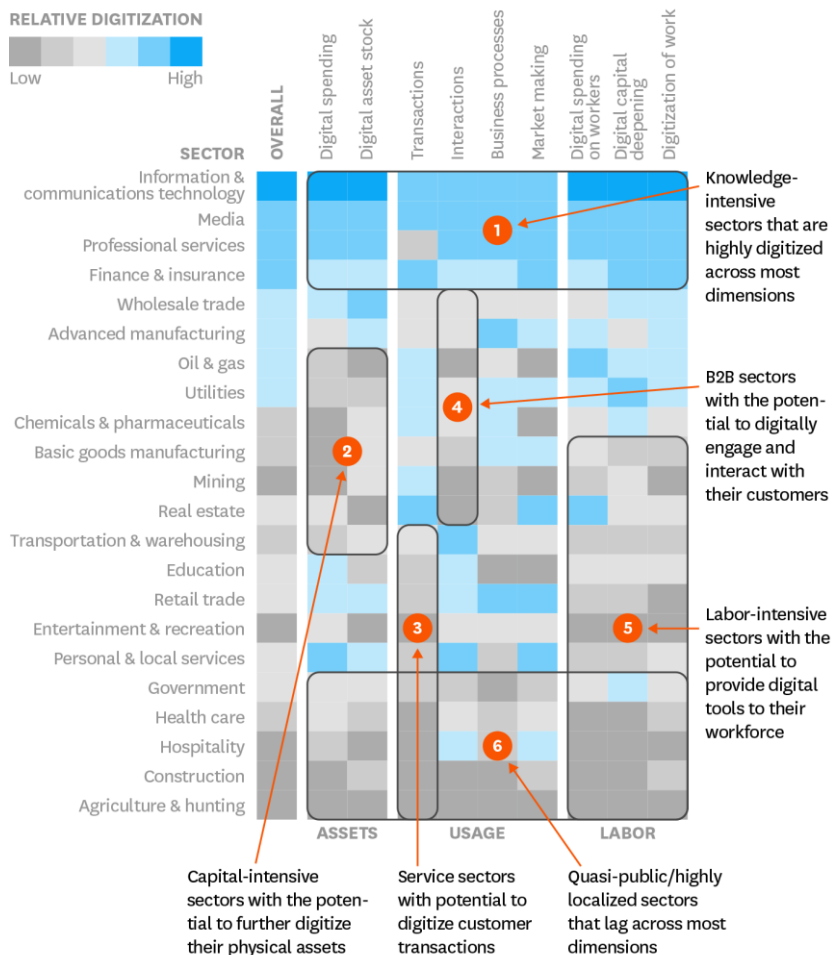 RELATIVE DIGITIZATION
Low
High
SECTOR
OVERALL
Digital spending
Digital asset stock
Transactions
Interactions
Business processes
Market making
Digital spending
on workers
Digital capital
deepening
Digitization of work
Information &
communications technology
Media
Professional services
Finance & insurance
Wholesale trade
Advanced manufacturing
Oil & gas
Utilities
Chemicals & pharmaceuticals
Basic goods manufacturing
Mining
Real estate
Transportation & warehousing
Education
Retail trade
Entertainment & recreation
Personal & local services
Government
Health care
Hospitality
Construction
Agriculture & hunting
1
4
2
3
5
6
Knowledge-
intensive
sectors that are
highly digitized
across most
dimensions
B2B sectors
with the potential
to digitally
engage and
interact with
their customers
Labor-intensive
sectors with the
potential to
provide digital
tools to their
workforce
ASSETS
USAGE
LABOR
Capital-intensive
sectors with the poten-
tial to further digitize
their physical assets
Service sectors
with potential to
digitize customer
transactions
Quasi-public/highly
localized sectors
that lag across most
dimensions